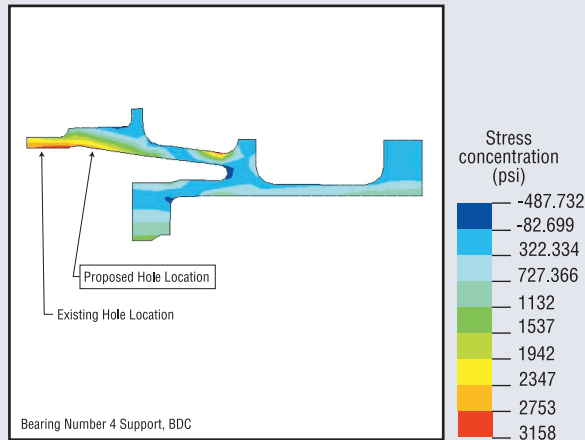 Proposed Hole Location
Existing Hole Location
Bearing Number 4 Support, BDC
Stress
concentration
(psi)
-487.732
-82.699
322.334
727.366
1132
1537
1942
2347
2753
3158